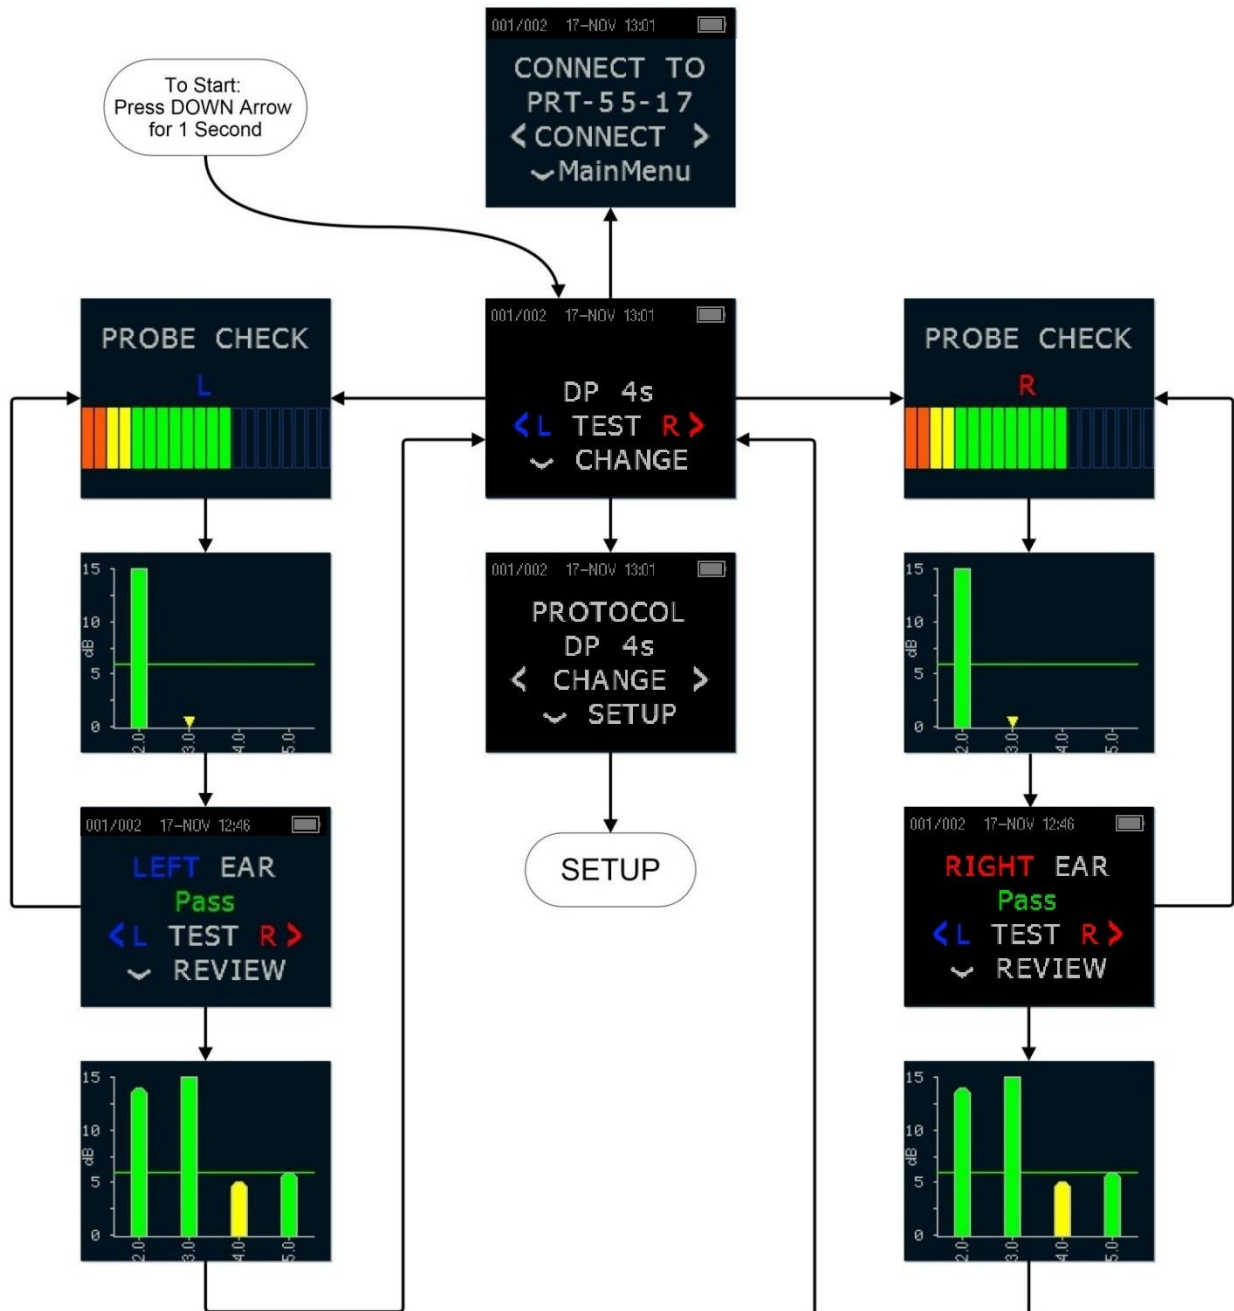 001/002 17-NOV 13:01
CONNECT TO
PRT-55-17
<CONNECT >
MainMenu
To Start:
Press DOWN Arrow
for 1 Second
PROBE CHECK
L
001/002 17-NOV 13:01
DP 4s
<L TEST R>
CHANGE
PROBE CHECK
R
15
10
dB
5
0
2.0
3.0
4.0
5.0
001/002 17-NOV 13:01
PROTOCOL
DP 4s
< CHANGE >
SETUP
15
10
dB
5
0
2.0
3.0
4.0
5.0
001/002 17-NOV 12:46
LEFT EAR
Pass
<L TEST R>
REVIEW
SETUP
001/002 17-NOV 12:46
RIGHT EAR
Pass
<L TEST R>
REVIEW
15
10
dB
5
0
2.0
3.0
4.0
5.0
15
10
dB
5
0
2.0
3.0
4.0
5.0